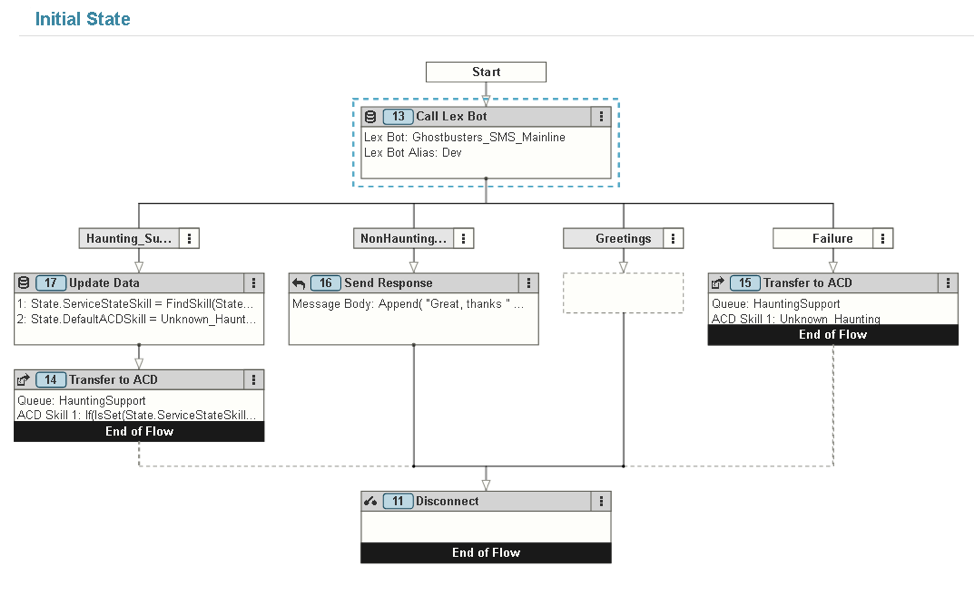 Initial State
Start
13 Call Lex Bot
Lex Bot: Ghostbusters_SMS_Mainline
Lex Bot Alias: Dev
Haunting_Su...
NonHaunting...
Greetings
Failure
17 Update Data
1: State.ServiceStateSkill = FindSkill(State...
2: State.DefaultACDSkill = Unknown_Haunt...
16 Send Response
Message Body: Append( "Great, thanks " ...
15 Transfer to ACD
Queue: HauntingSupport
ACD Skill 1: Unknown_Haunting
End of Flow
14 Transfer to ACD
Queue: HauntingSupport
ACD Skill 1: If(IsSet(State.ServiceStateSkill...
End of Flow
11 Disconnect
End of Flow